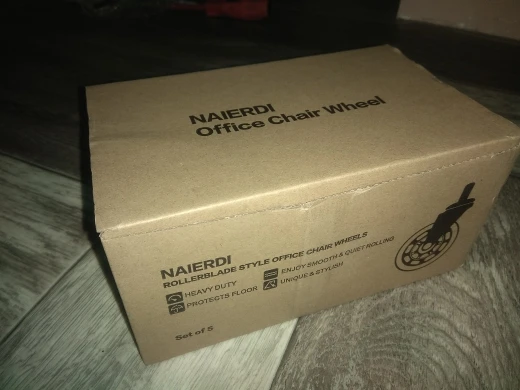 NAIERDI
Office Chair Wheel
NAIERDI
ROLLERBLADE STYLE OFFICE CHAIR WHEELS
HEAVY DUTY
ENJOY SMOOTH & QUIET ROLLING
PROTECTS FLOOR
UNIQUE & STYLISH
Set of 5